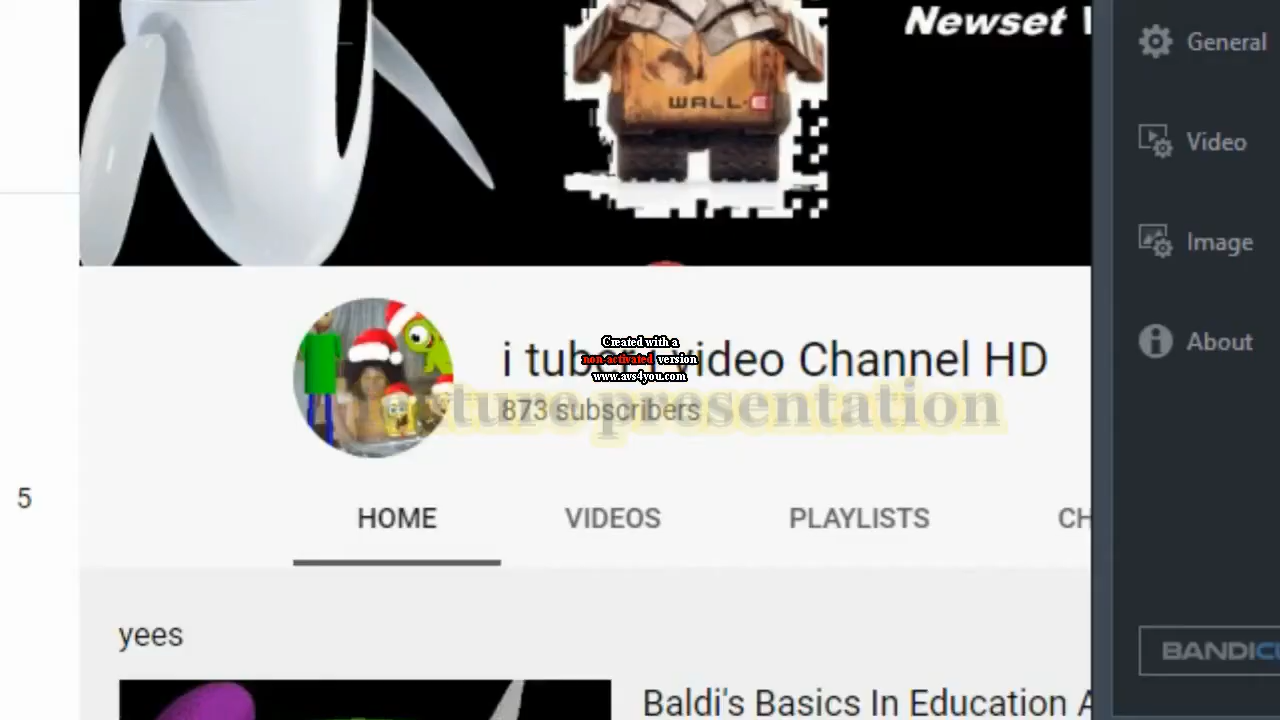 Newset
WALL-E
General
Video
Image
About
Created with a
non-activated version
www.avs4you.com
i tuber video Channel HD
873 subscribers
presentation
5
HOME
VIDEOS
PLAYLISTS
CH
yees
Baldi's Basics In Education A
BANDIC